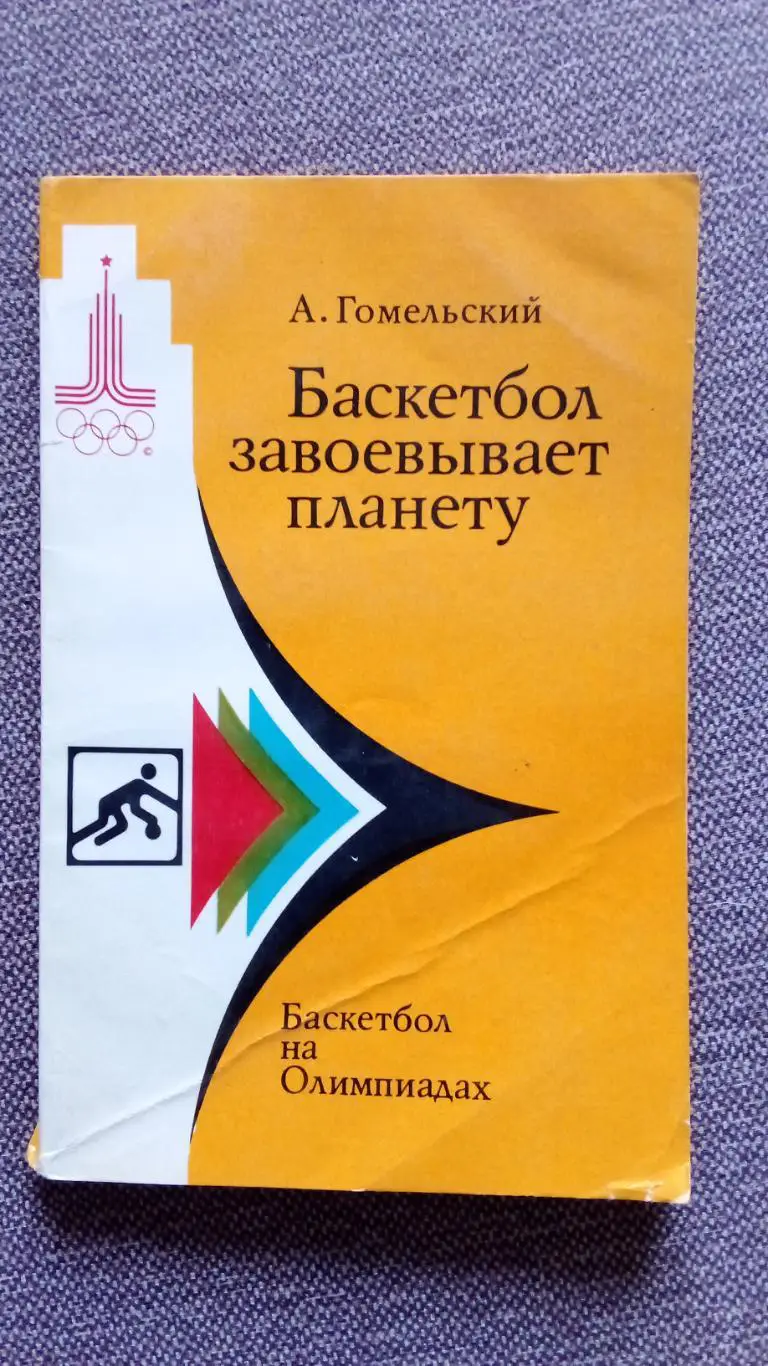 А. Гомельский
Баскетбол
завоевывает
планету
©
Баскетбол
на
Олимпиадах